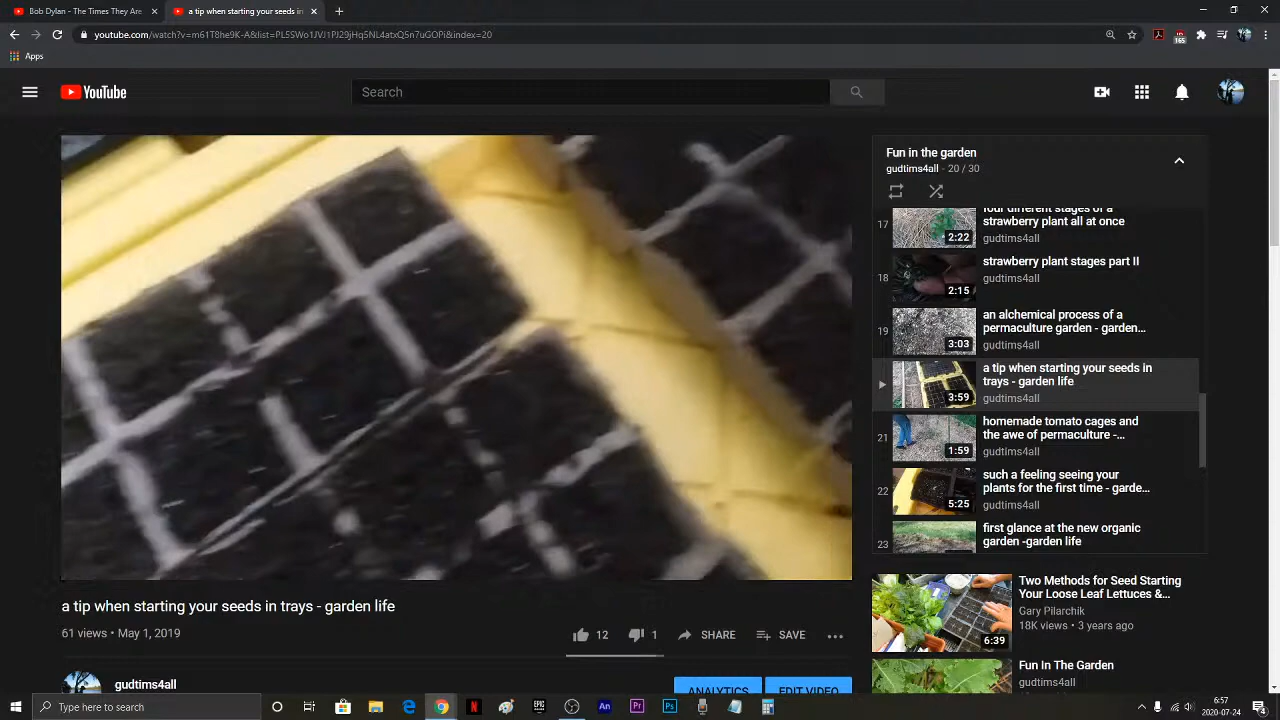 Bob Dylan - The Times They Are
a tip when starting your seeds in
youtube.com/watch?v=m61T8he9K-A&list=PL5SWo1JVJ1PJ29jHq5NL4atxQ5n7uGOPi&index=20
165
Apps
YouTube
Search
Fun in the garden
gudtims4all - 20 / 30
17
four different stages of a
strawberry plant all at once
gudtims4all
2:22
18
strawberry plant stages part II
gudtims4all
2:15
19
an alchemical process of a
permaculture garden - garden...
gudtims4all
3:03
a tip when starting your seeds in
trays - garden life
gudtims4all
3:59
21
homemade tomato cages and
the awe of permaculture -...
gudtims4all
1:59
22
such a feeling seeing your
plants for the first time - garde...
gudtims4all
5:25
23
first glance at the new organic
garden -garden life
a tip when starting your seeds in trays - garden life
61 views • May 1, 2019
12
1
SHARE
SAVE
gudtims4all
ANALYTICS
EDIT VIDEO
Two Methods for Seed Starting
Your Loose Leaf Lettuces &...
Gary Pilarchik
18K views • 3 years ago
6:39
Fun In The Garden
gudtims4all
Type here to search
N
EPIC
An
Pr
Ps
6:57
2020-07-24